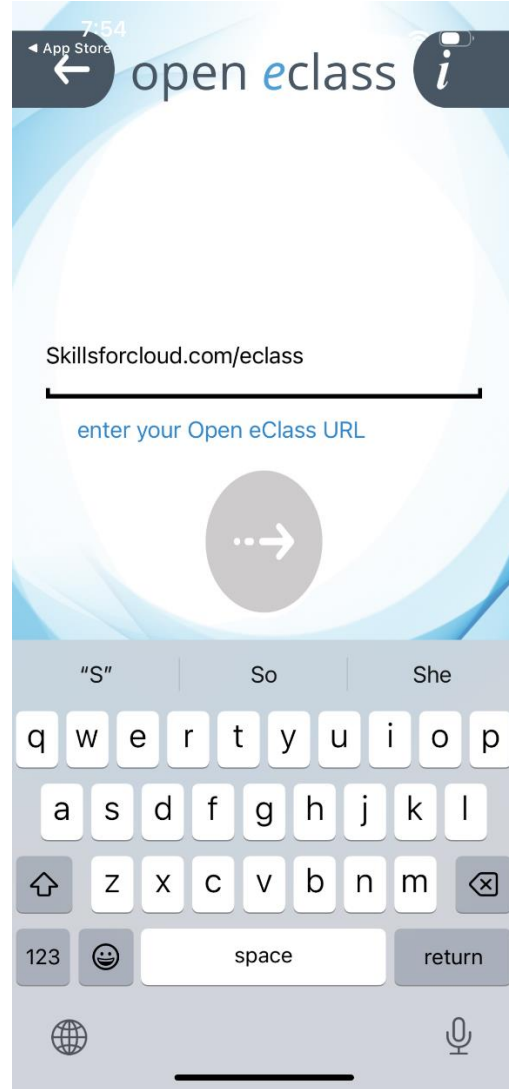 7:54
◄ App Store
open eclass
i
Skillsforcloud.com/eclass
enter your Open eClass URL
“S” So She
q w e r t y u i o p
a s d f g h j k l
z x c v b n m
123 space return